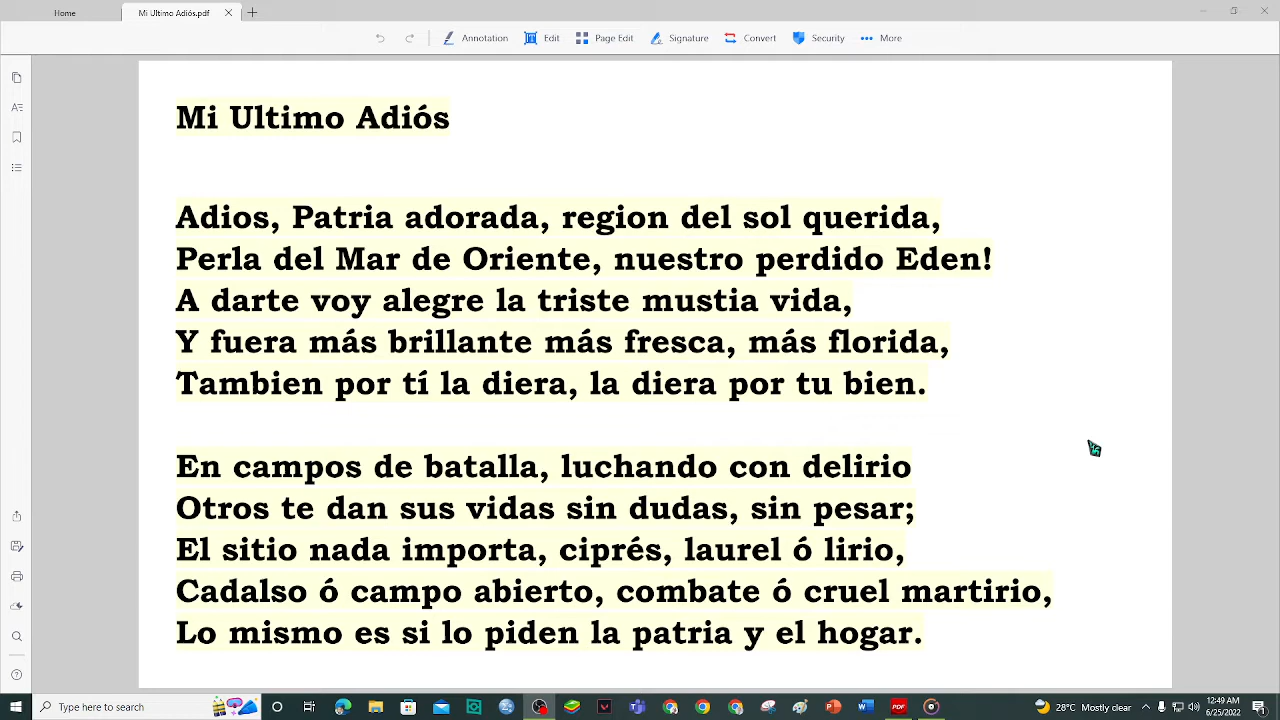 Home
Mi Ultimo Adiós.pdf
Annotation
Edit
Page Edit
Signature
Convert
Security
More
Mi Ultimo Adiós
Adios, Patria adorada, region del sol querida,
Perla del Mar de Oriente, nuestro perdido Eden!
A darte voy alegre la triste mustia vida,
Y fuera más brillante más fresca, más florida,
Tambien por tí la diera, la diera por tu bien.
En campos de batalla, luchando con delirio
Otros te dan sus vidas sin dudas, sin pesar;
El sitio nada importa, ciprés, laurel ó lirio,
Cadalso ó campo abierto, combate ó cruel martirio,
Lo mismo es si lo piden la patria y el hogar.
Type here to search
28°C Mostly clear
12:49 AM
6/25/2022